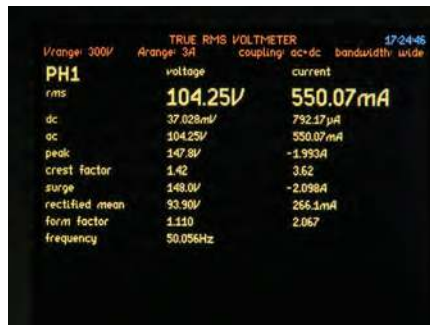 TRUE RMS VOLTMETER 17:24:46
Vrange: 300V Arange: 3A coupling: ac+dc bandwidth: wide
PH1 voltage current
rms 104.25V 550.07mA
dc 37.028mV 792.17µA
ac 104.25V 550.07mA
peak 147.8V -1.993A
crest factor 1.42 3.62
surge 148.0V -2.098A
rectified mean 93.90V 266.1mA
form factor 1.110 2.067
frequency 50.056Hz